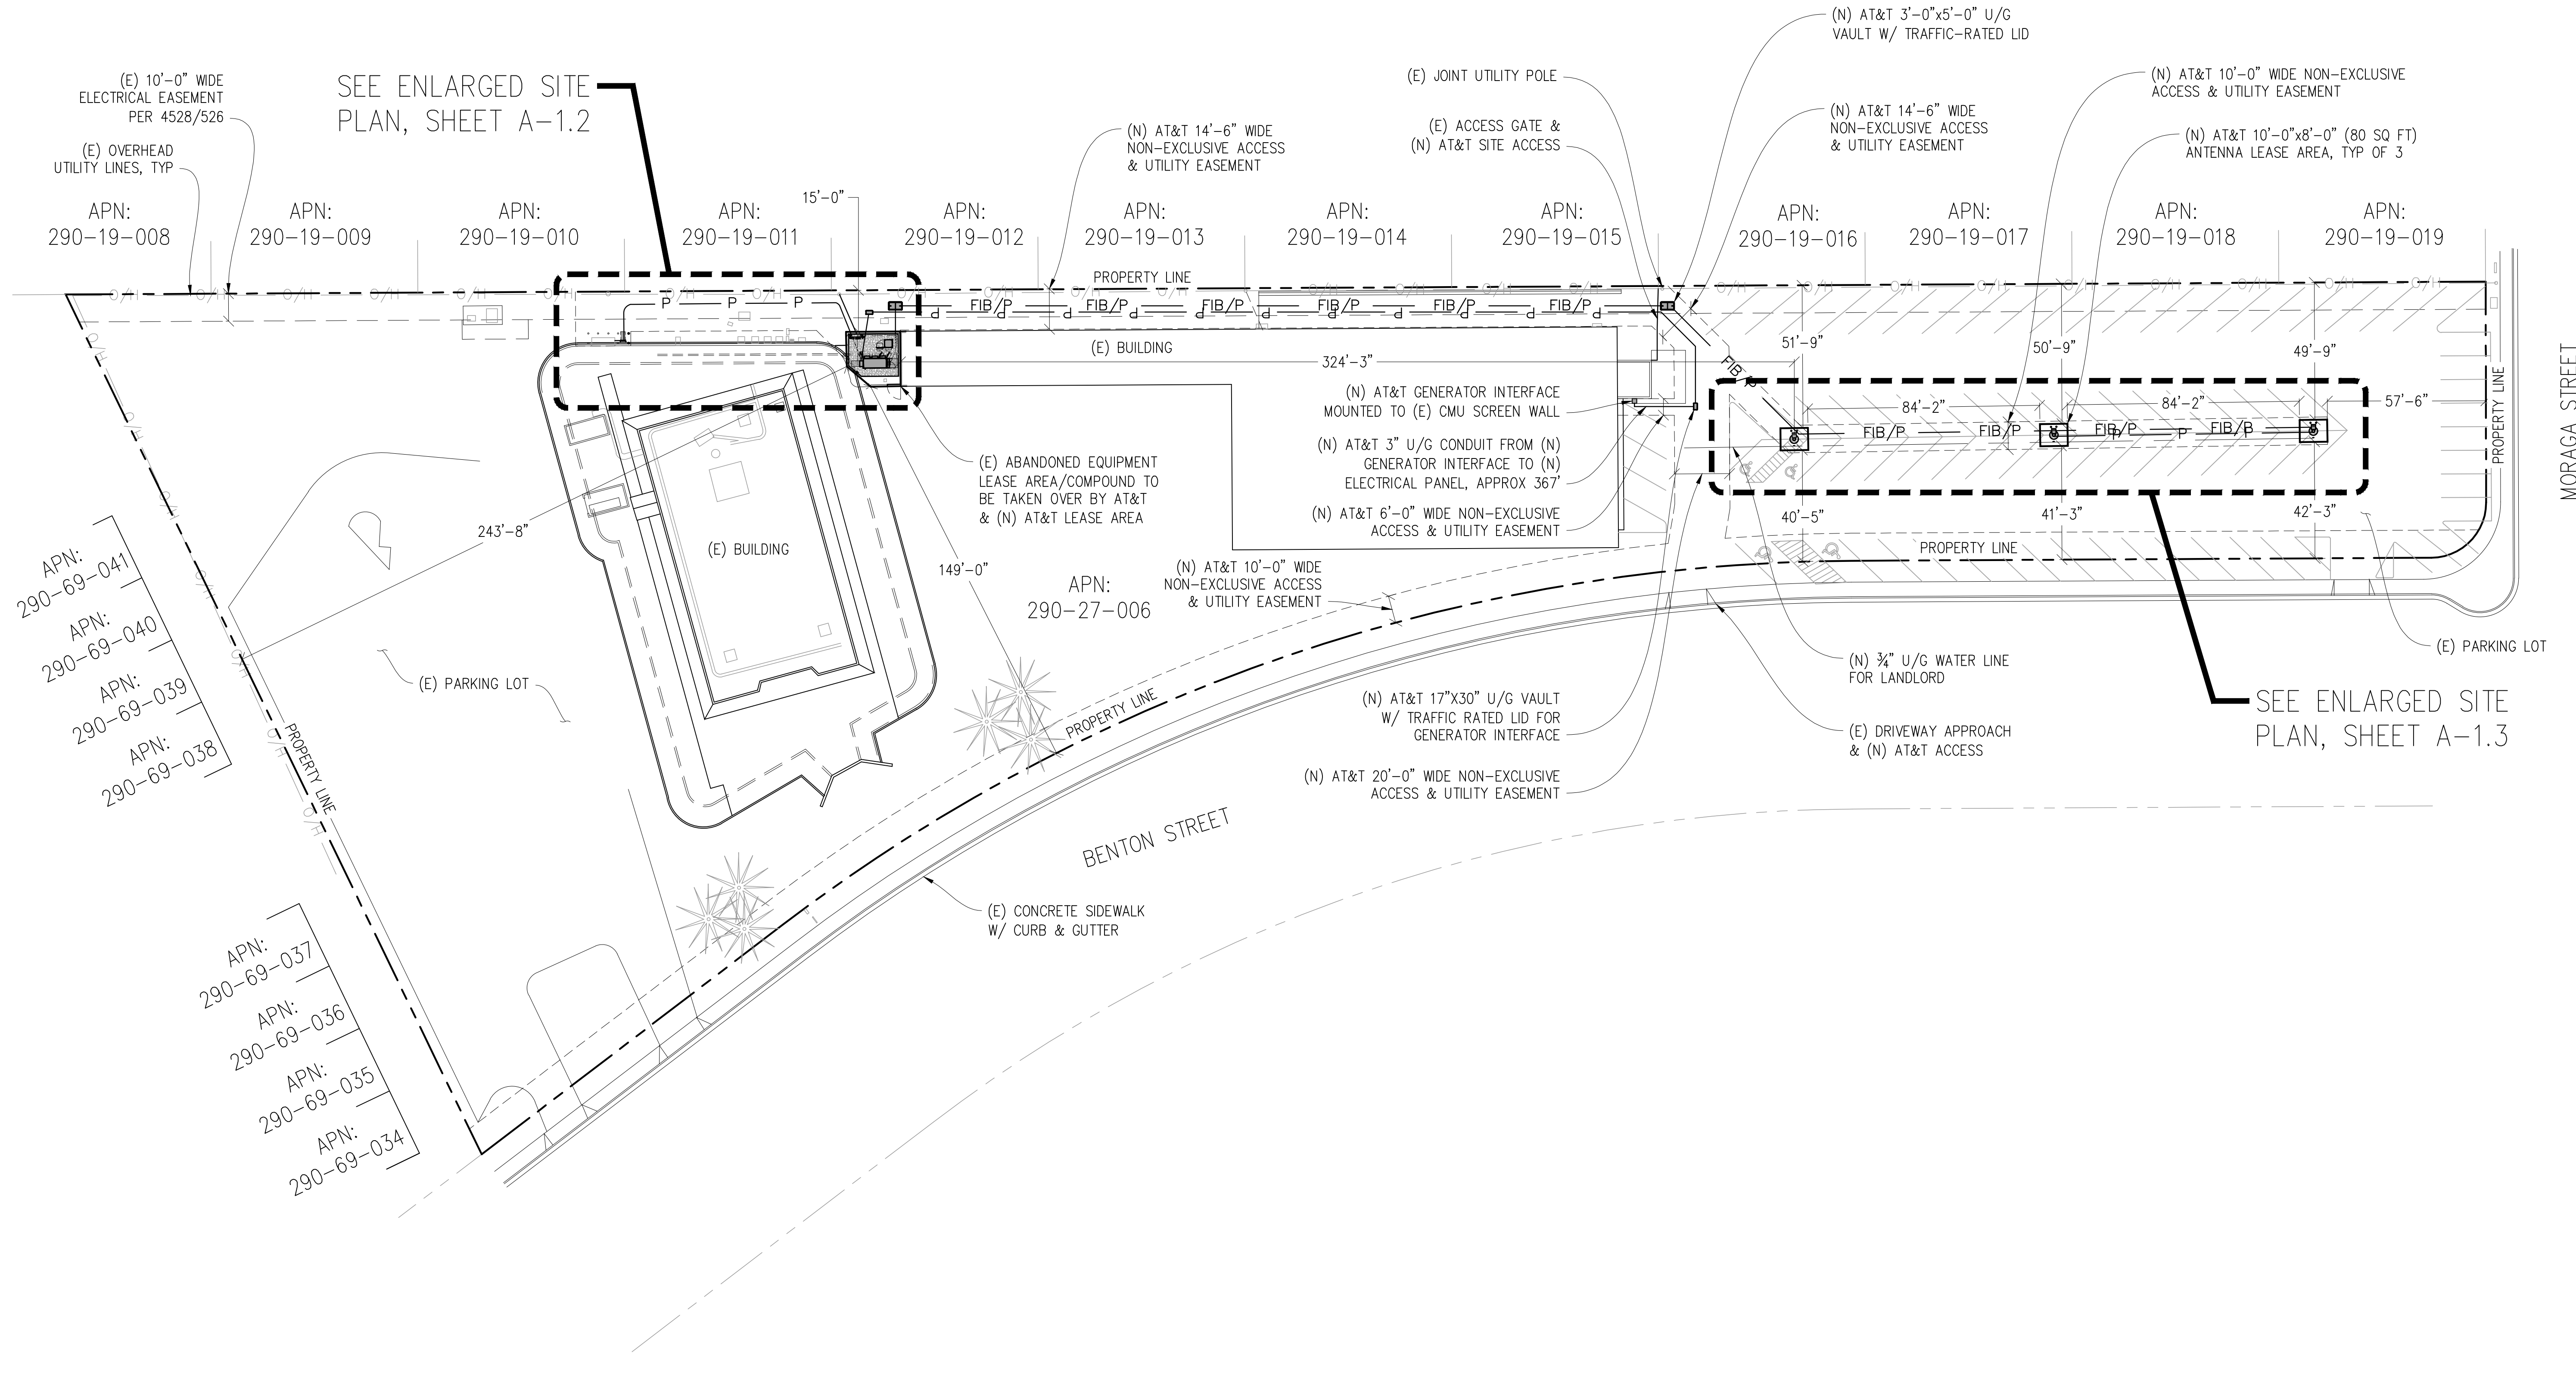 (N) AT&T 3'-0"x5'-0" U/G
VAULT W/ TRAFFIC-RATED LID
(E) 10'-0" WIDE
ELECTRICAL EASEMENT
PER 4528/526
SEE ENLARGED SITE
PLAN, SHEET A-1.2
(E) OVERHEAD
UTILITY LINES, TYP
(N) AT&T 14'-6" WIDE
NON-EXCLUSIVE ACCESS
& UTILITY EASEMENT
(E) JOINT UTILITY POLE
(E) ACCESS GATE &
(N) AT&T SITE ACCESS
(N) AT&T 14'-6" WIDE
NON-EXCLUSIVE ACCESS
& UTILITY EASEMENT
(N) AT&T 10'-0" WIDE NON-EXCLUSIVE
ACCESS & UTILITY EASEMENT
(N) AT&T 10'-0"x8'-0" (80 SQ FT)
ANTENNA LEASE AREA, TYP OF 3
15'-0"
APN:
290-19-008
APN:
290-19-009
APN:
290-19-010
APN:
290-19-011
APN:
290-19-012
APN:
290-19-013
APN:
290-19-014
APN:
290-19-015
APN:
290-19-016
APN:
290-19-017
APN:
290-19-018
APN:
290-19-019
PROPERTY LINE
O/H O/H O/H O/H O/H O/H O/H O/H O/H O/H O/H O/H O/H O/H O/H O/H O/H O/H O/H O/H O/H
P P P
FIB/P FIB/P FIB/P FIB/P FIB/P FIB/P
P P P P P P P P P P P
(E) BUILDING
324'-3"
51'-9"
50'-9"
49'-9"
FIB/P
84'-2"
84'-2"
57'-6"
FIB/P FIB/P FIB/P P P FIB/P
PROPERTY LINE
MORAGA STREET
(N) AT&T GENERATOR INTERFACE
MOUNTED TO (E) CMU SCREEN WALL
(N) AT&T 3" U/G CONDUIT FROM (N)
GENERATOR INTERFACE TO (N)
ELECTRICAL PANEL, APPROX 367'
(N) AT&T 6'-0" WIDE NON-EXCLUSIVE
ACCESS & UTILITY EASEMENT
(E) ABANDONED EQUIPMENT
LEASE AREA/COMPOUND TO
BE TAKEN OVER BY AT&T
& (N) AT&T LEASE AREA
40'-5"
41'-3"
42'-3"
PROPERTY LINE
243'-8"
(E) BUILDING
149'-0"
APN:
290-27-006
(N) AT&T 10'-0" WIDE
NON-EXCLUSIVE ACCESS
& UTILITY EASEMENT
O/H O/H O/H O/H O/H O/H O/H
APN:
290-69-041
APN:
290-69-040
APN:
290-69-039
APN:
290-69-038
PROPERTY LINE
(E) PARKING LOT
PROPERTY LINE
(N) AT&T 17"X30" U/G VAULT
W/ TRAFFIC RATED LID FOR
GENERATOR INTERFACE
(N) AT&T 20'-0" WIDE NON-EXCLUSIVE
ACCESS & UTILITY EASEMENT
(N) ¾" U/G WATER LINE
FOR LANDLORD
(E) DRIVEWAY APPROACH
& (N) AT&T ACCESS
(E) PARKING LOT
SEE ENLARGED SITE
PLAN, SHEET A-1.3
BENTON STREET
(E) CONCRETE SIDEWALK
W/ CURB & GUTTER
APN:
290-69-037
APN:
290-69-036
APN:
290-69-035
APN:
290-69-034